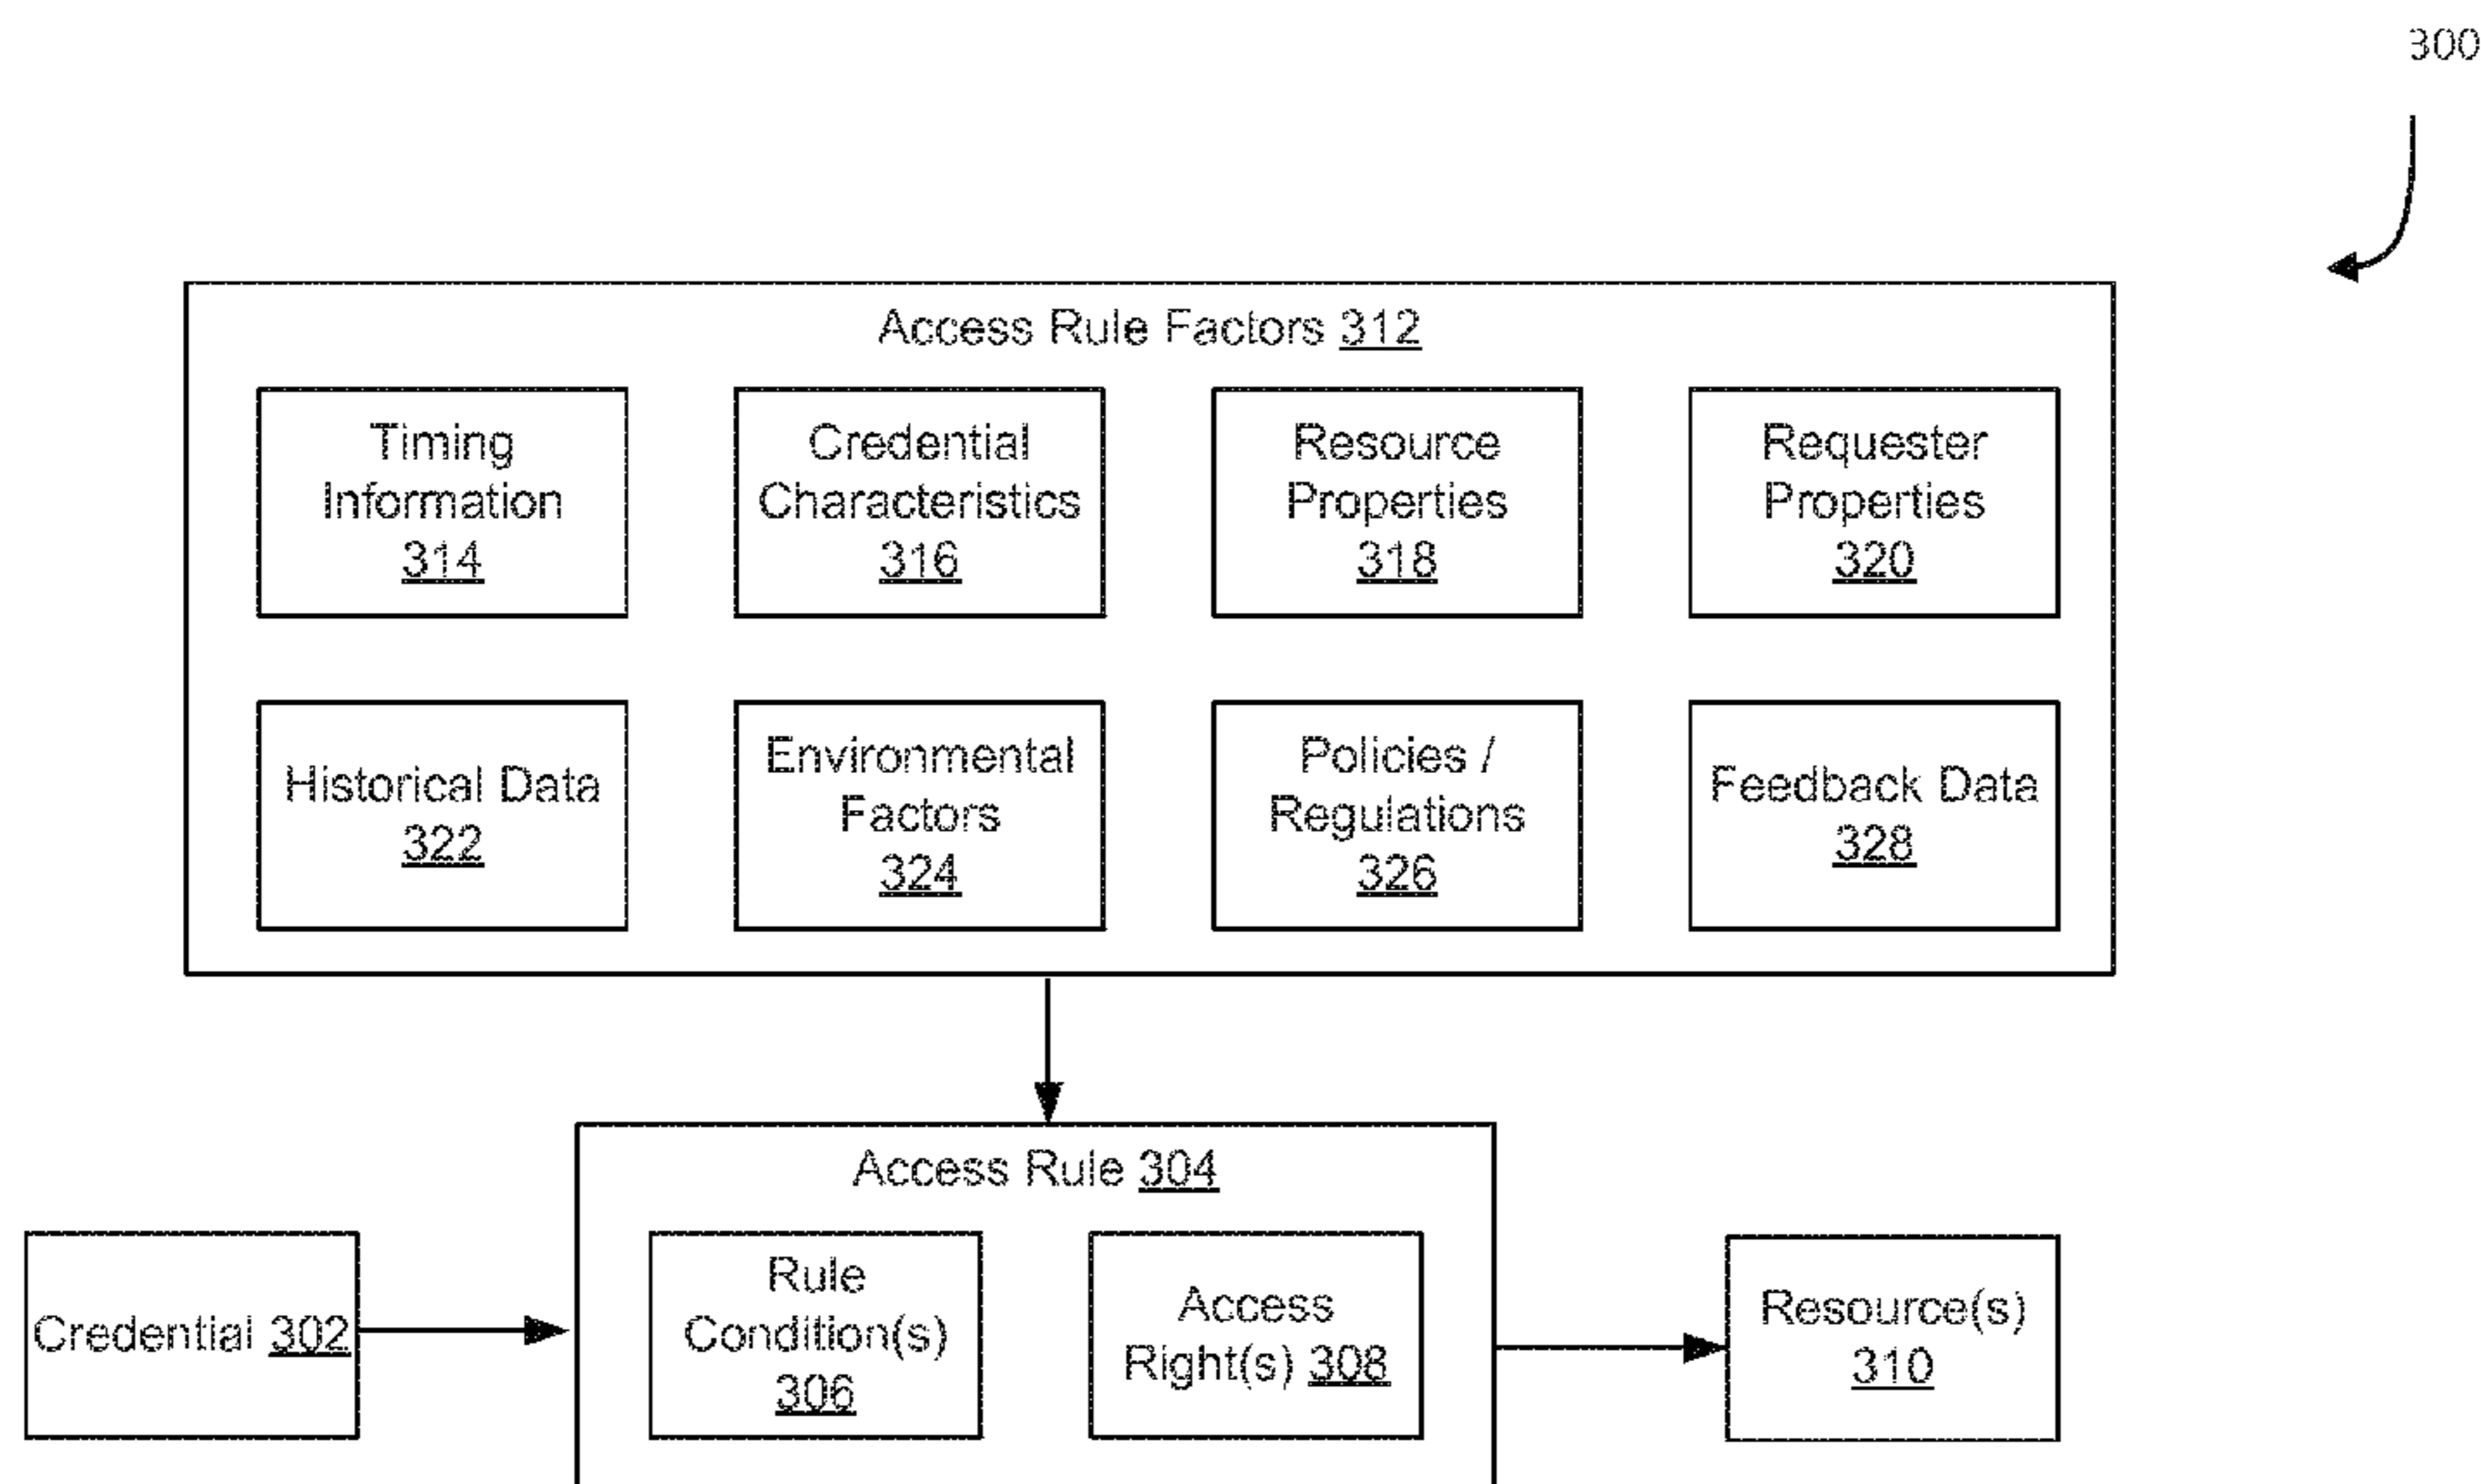 300
Access Rule Factors 312
Timing
Information
314
Credential
Characteristics
316
Resource
Properties
318
Requester
Properties
320
Historical Data
322
Environmental
Factors
324
Policies /
Regulations
326
Feedback Data
328
Access Rule 304
Credential 302
Rule
Condition(s)
306
Access
Right(s) 308
Resource(s)
310